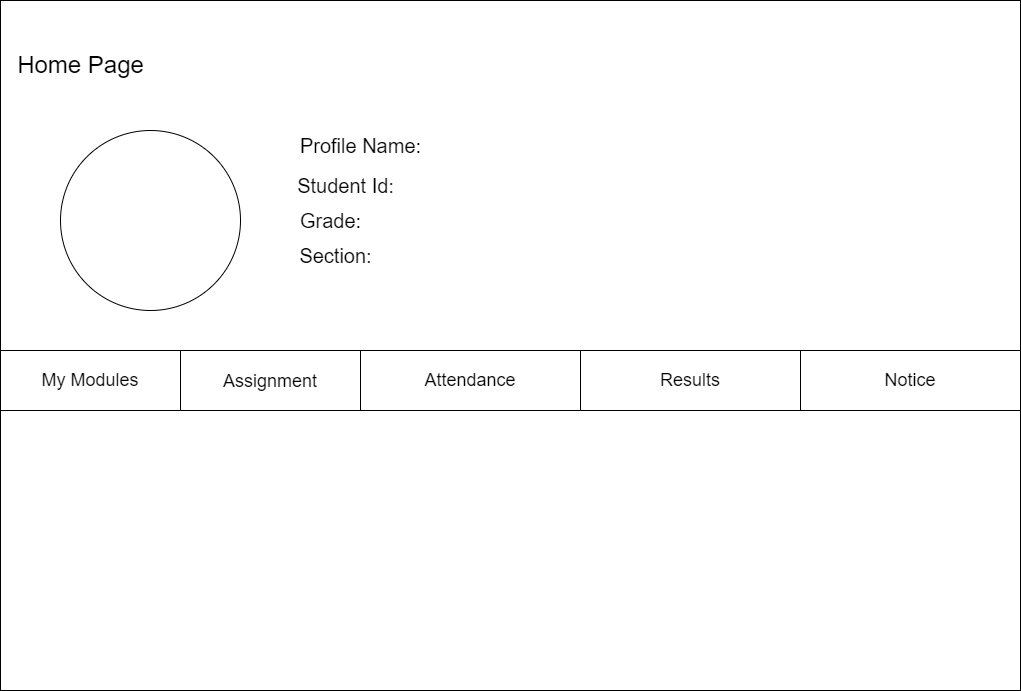 Home Page
Profile Name:
Student Id:
Grade:
Section:
My Modules
Assignment
Attendance
Results
Notice